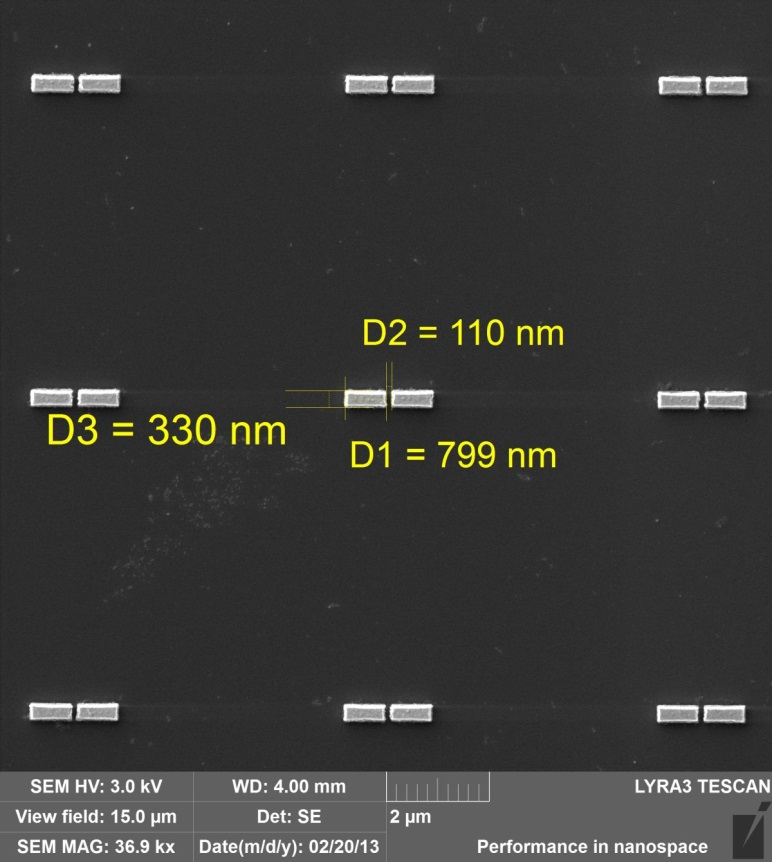 D2 = 110 nm
D3 = 330 nm
D1 = 799 nm
SEM HV: 3.0 kV
WD: 4.00 mm
LYRA3 TESCAN
View field: 15.0 µm
Det: SE
2 µm
SEM MAG: 36.9 kx
Date(m/d/y): 02/20/13
Performance in nanospace